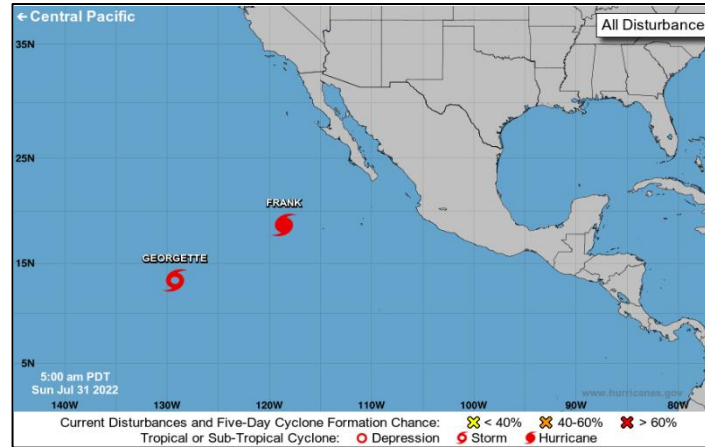 ← Central Pacific
All Disturbance
35N
25N
FRANK
GEORGETTE
15N
5N
5:00 am PDT
Sun Jul 31 2022
www.hurricanes.gov
140W 130W 120W 110W 100W 90W 80W
Current Disturbances and Five-Day Cyclone Formation Chance: < 40% 40-60% > 60%
Tropical or Sub-Tropical Cyclone: Depression Storm Hurricane